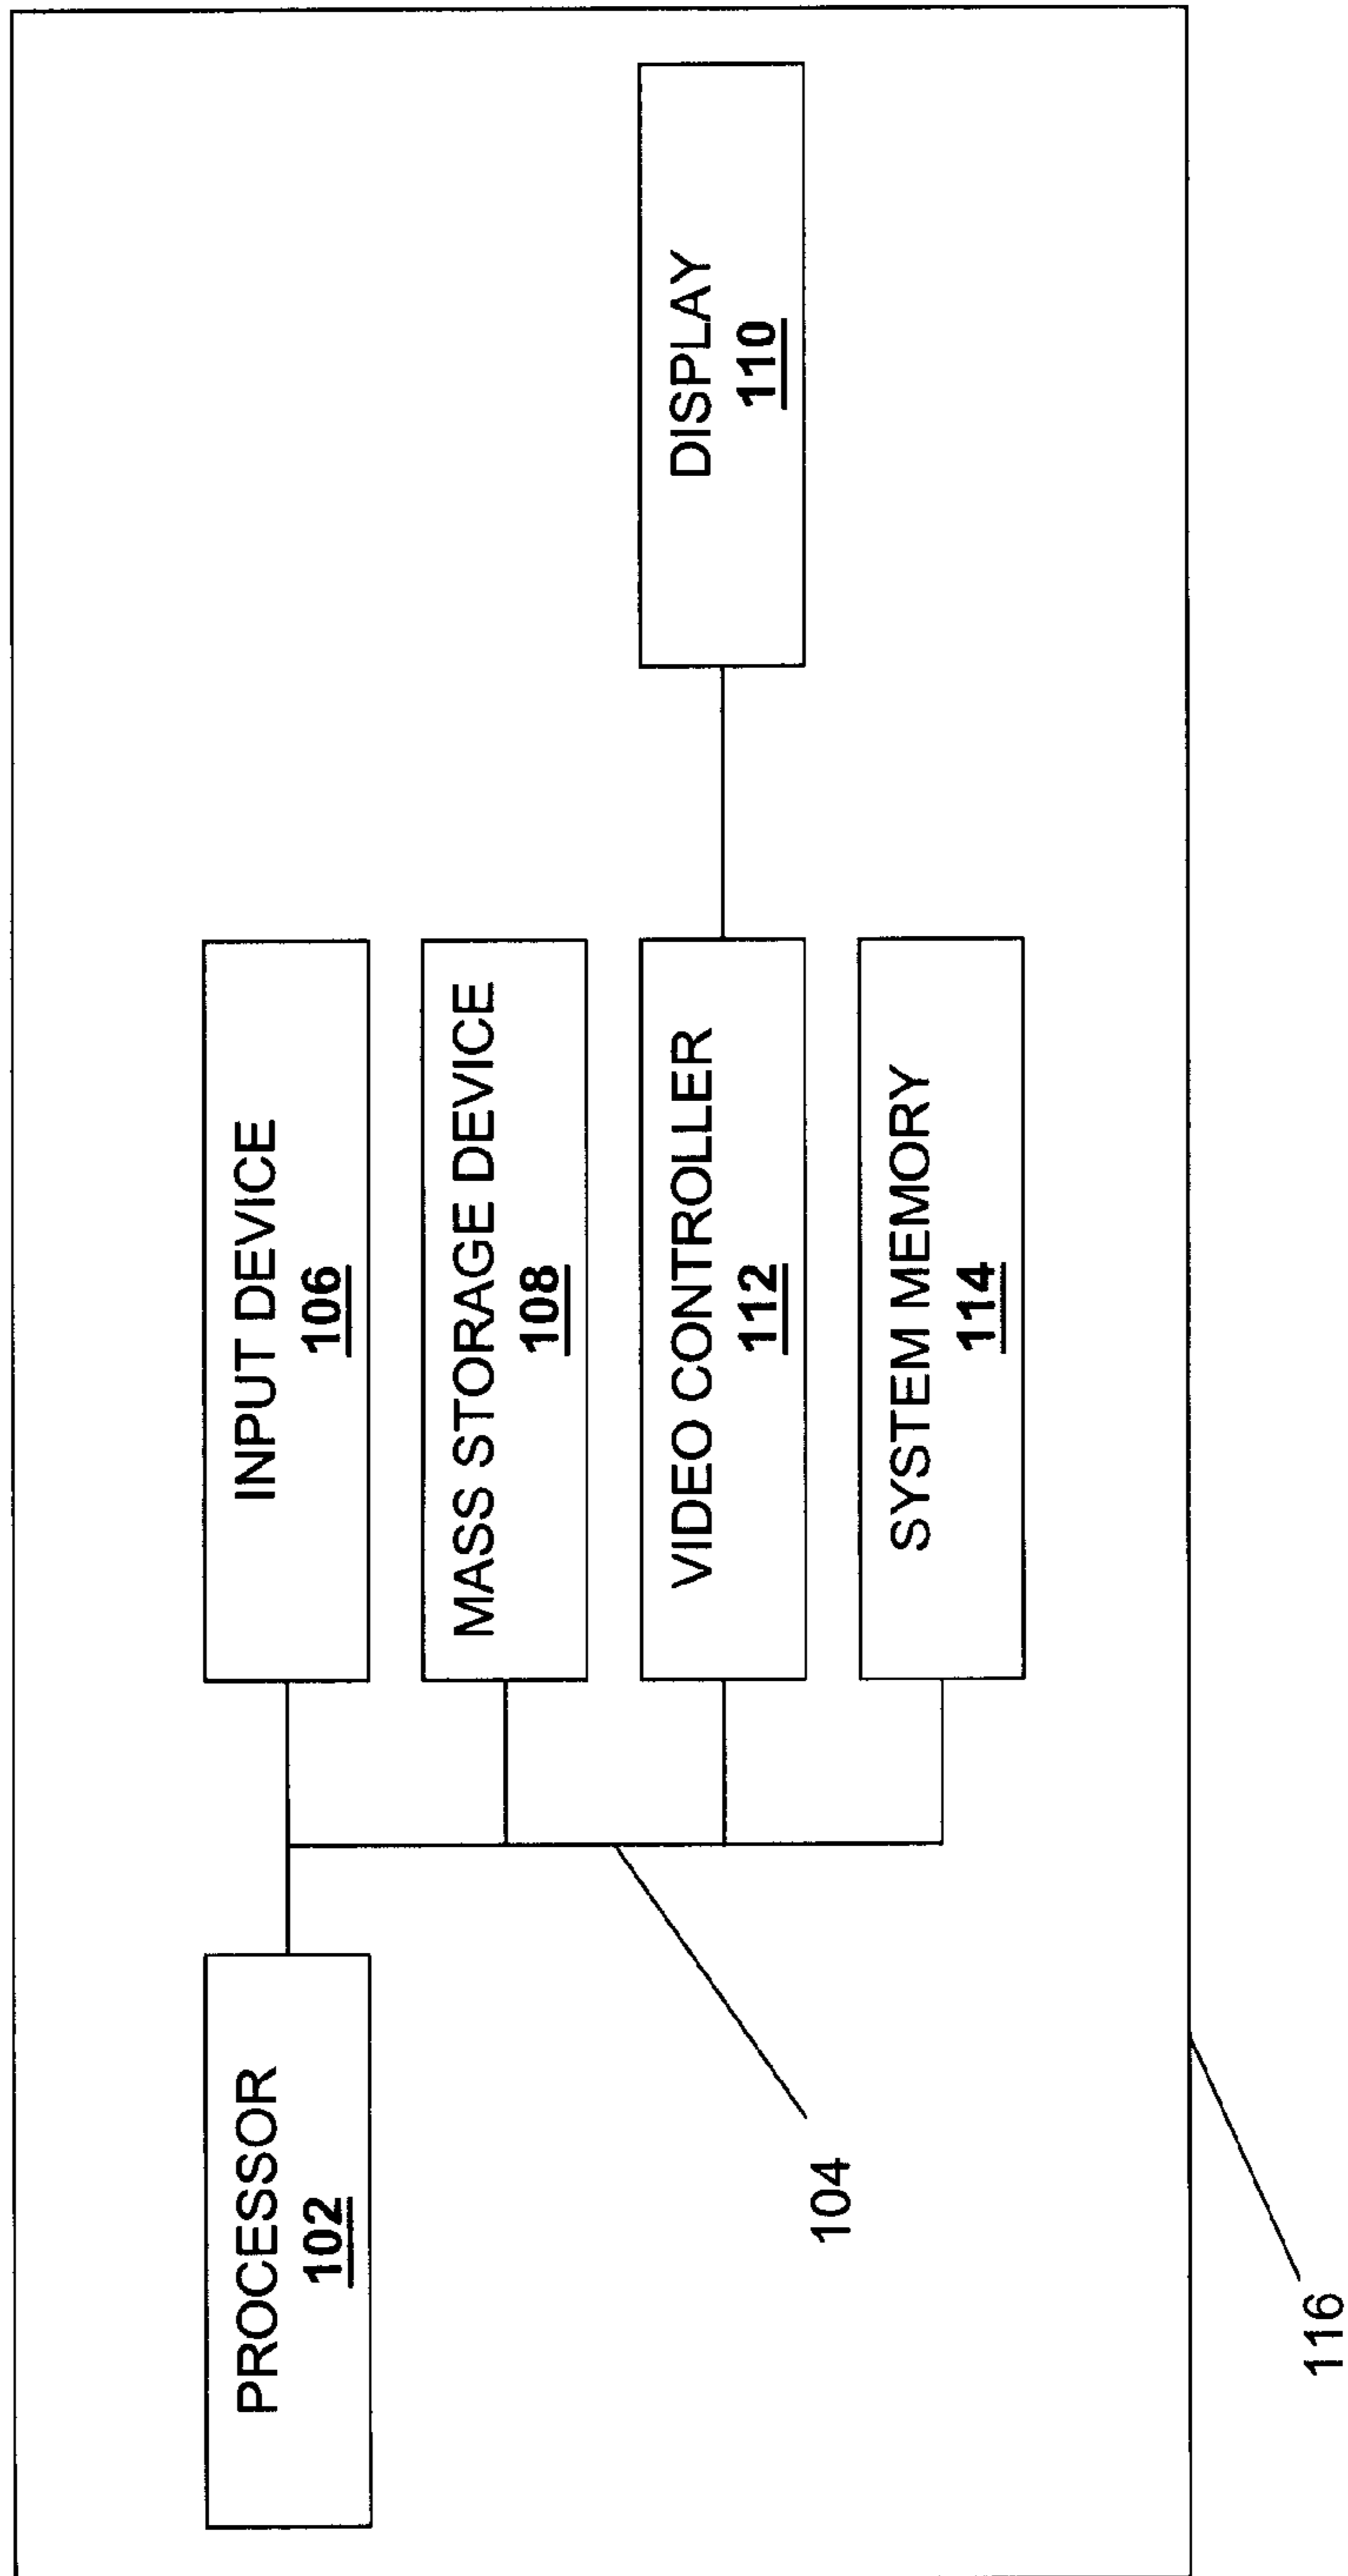 PROCESSOR
102
INPUT DEVICE
106
MASS STORAGE DEVICE
108
VIDEO CONTROLLER
112
DISPLAY
110
SYSTEM MEMORY
114
104
116